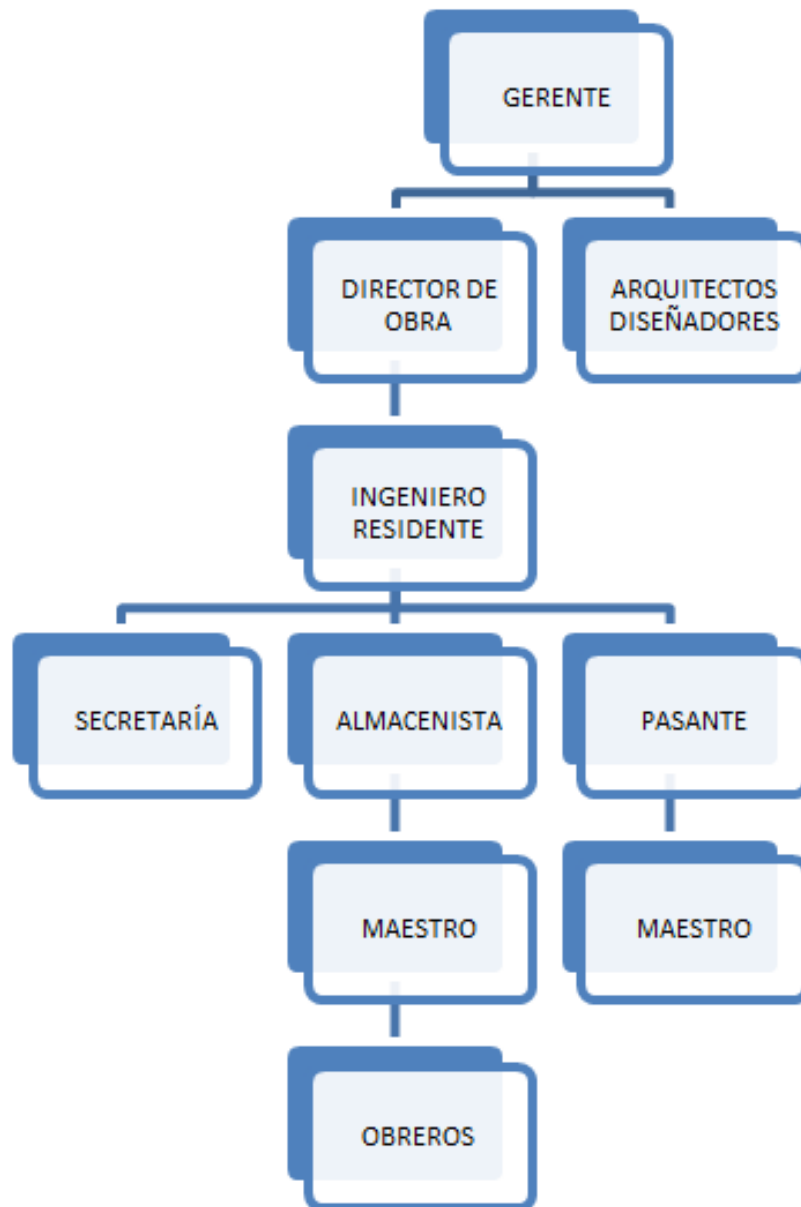 GERENTE
DIRECTOR DE
OBRA
ARQUITECTOS
DISEÑADORES
INGENIERO
RESIDENTE
SECRETARÍA
ALMACENISTA
PASANTE
MAESTRO
MAESTRO
OBREROS